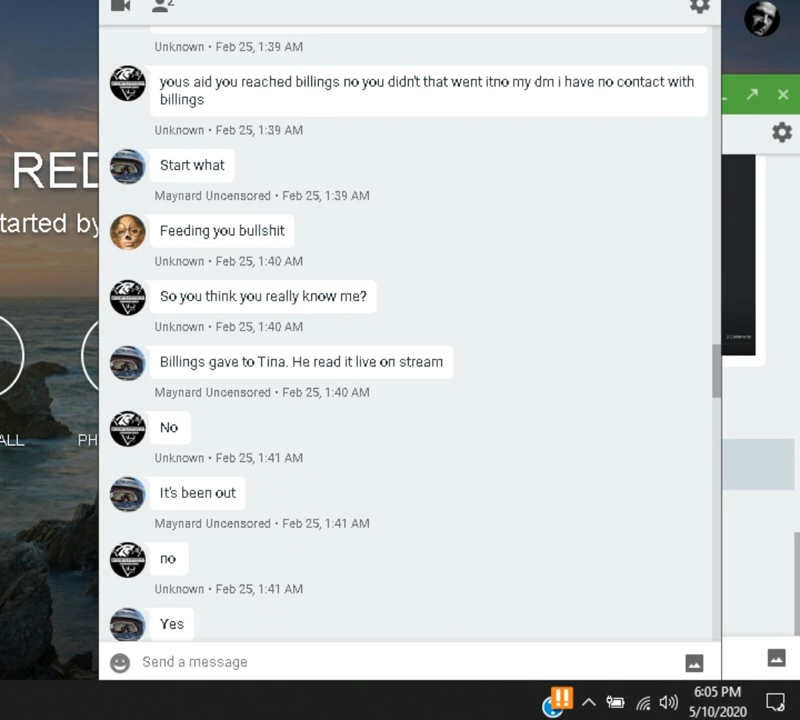 2
Unknown • Feb 25, 1:39 AM
yous aid you reached billings no you didn't that went itno my dm i have no contact with
billings
Unknown • Feb 25, 1:39 AM
RED
Start what
Maynard Uncensored • Feb 25, 1:39 AM
tarted by
Feeding you bullshit
Unknown • Feb 25, 1:40 AM
So you think you really know me?
Unknown • Feb 25, 1:40 AM
Billings gave to Tina. He read it live on stream
Maynard Uncensored • Feb 25, 1:40 AM
No
ALL
PH
Unknown • Feb 25, 1:41 AM
It's been out
Maynard Uncensored • Feb 25, 1:41 AM
no
Unknown • Feb 25, 1:41 AM
Yes
Send a message
6:05 PM
5/10/2020